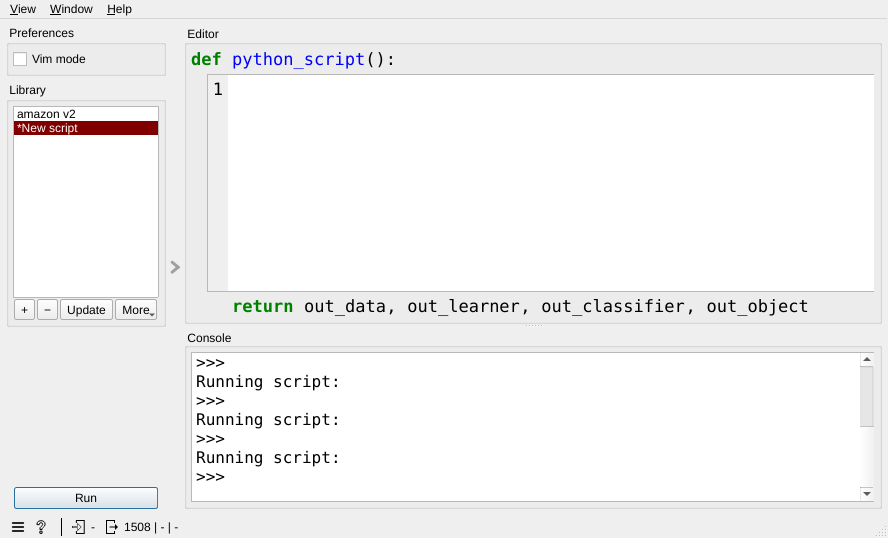 View Window Help
Preferences
Vim mode
Library
amazon v2
*New script
+ − Update More
Run
1508 | - | -
Editor
def python_script():
1
return out_data, out_learner, out_classifier, out_object
Console
>>>
Running script:
>>>
Running script:
>>>
Running script:
>>>